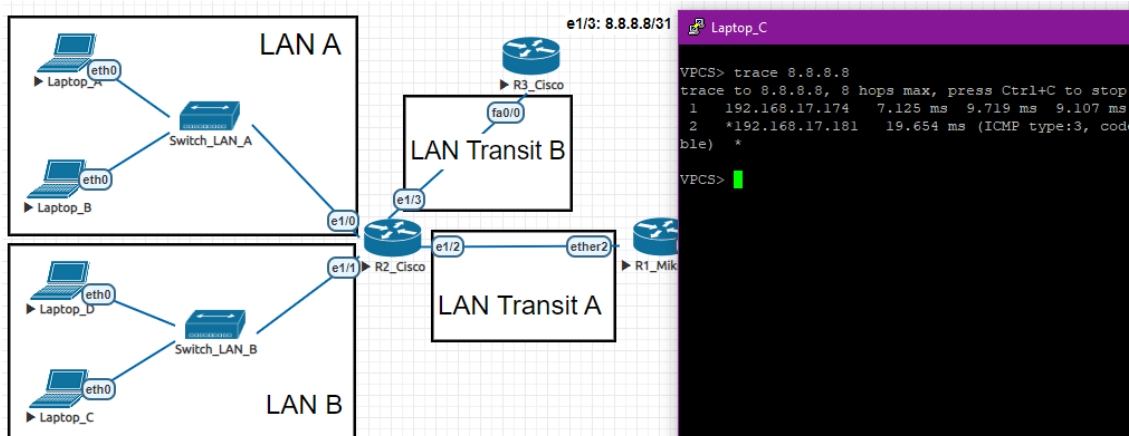 LAN A
eth0
Laptop_A
Switch_LAN_A
eth0
Laptop_B
e1/0
e1/3: 8.8.8.8/31
R3_Cisco
fa0/0
LAN Transit B
e1/3
e1/2
ether2
R2_Cisco
e1/1
LAN Transit A
eth0
Laptop_D
Switch_LAN_B
eth0
Laptop_C
LAN B
Laptop_C
VPCS> trace 8.8.8.8
trace to 8.8.8.8, 8 hops max, press Ctrl+C to stop
1 192.168.17.174 7.125 ms 9.719 ms 9.107 ms
2 *192.168.17.181 19.654 ms (ICMP type:3, cod
ble) *
VPCS>